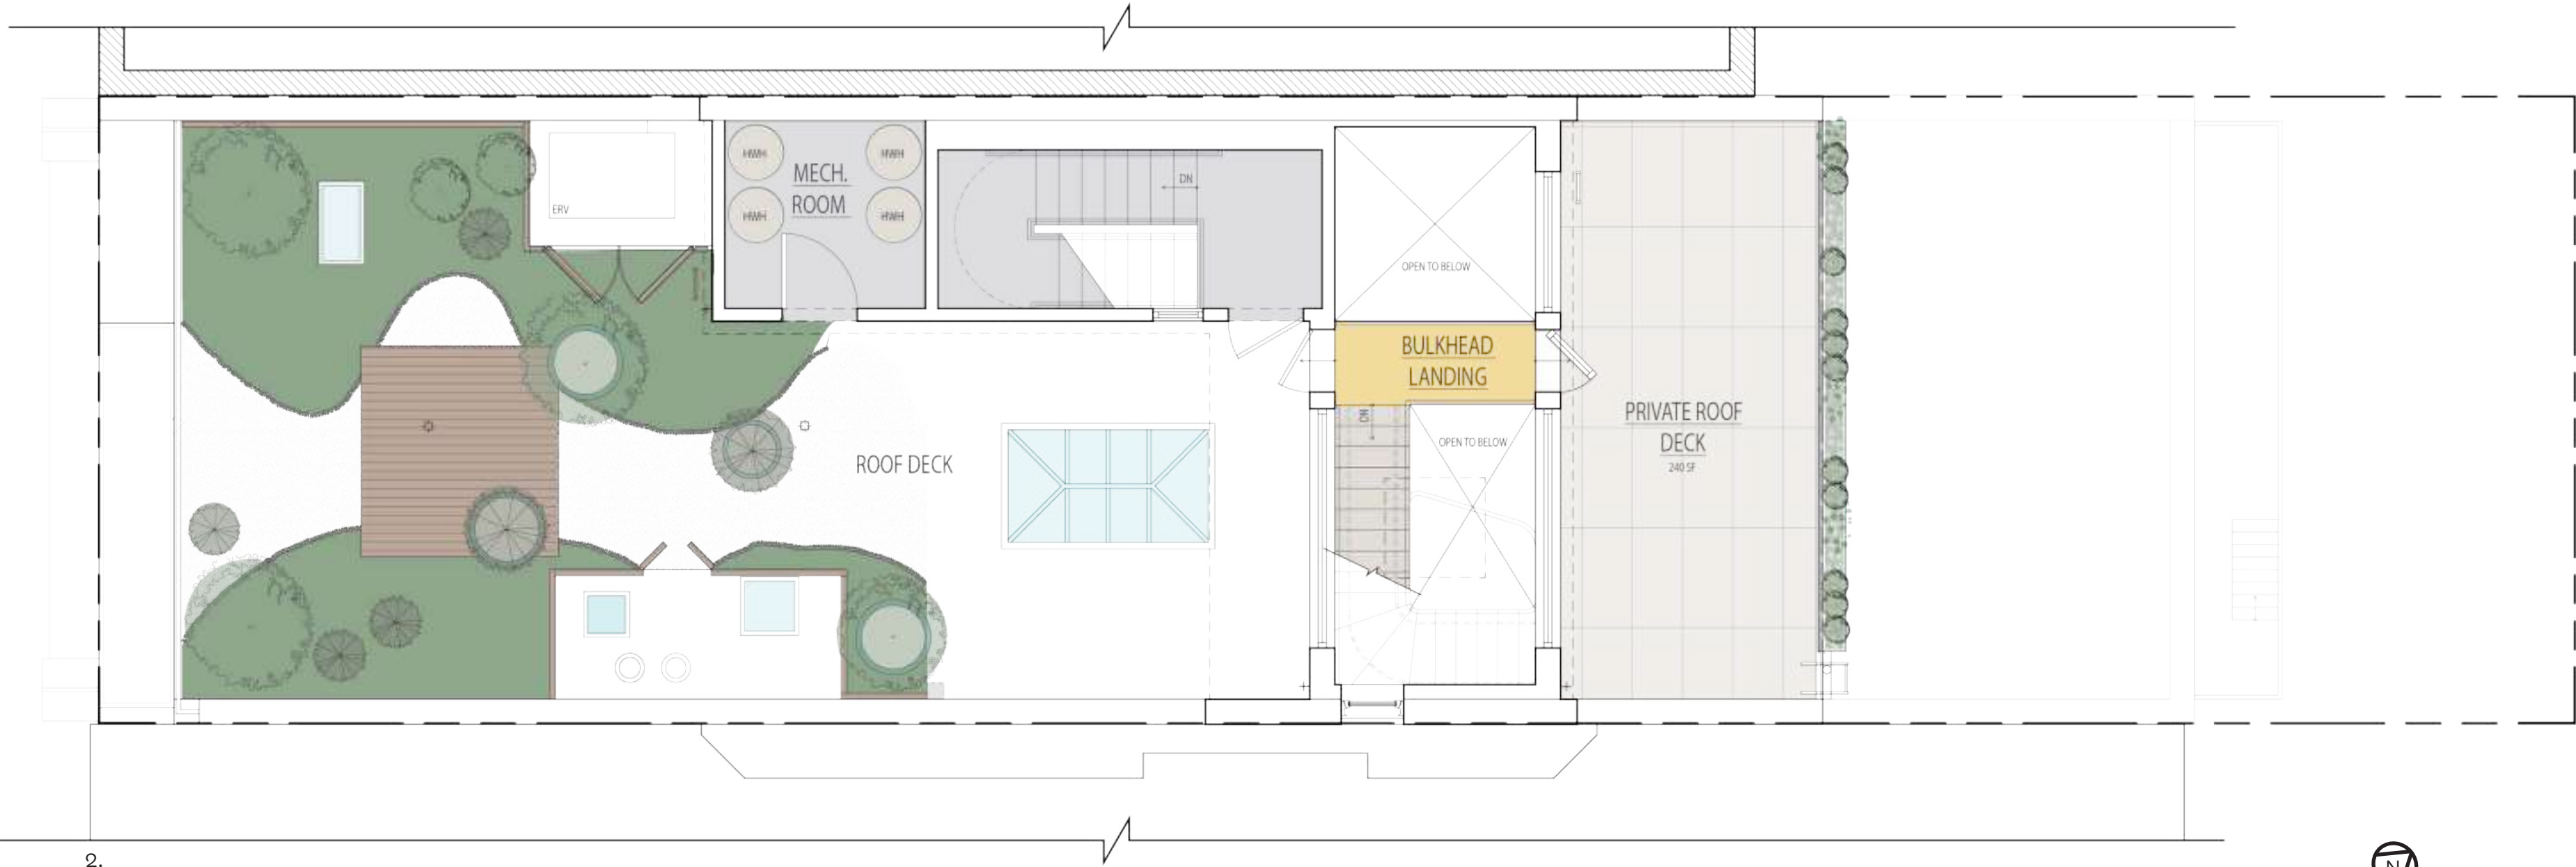 HWH
HWH
MECH.
ROOM
HWH
HWH
ERV
DN
OPEN TO BELOW
BULKHEAD
LANDING
DN
OPEN TO BELOW
PRIVATE ROOF
DECK
240 SF
ROOF DECK
2.
N